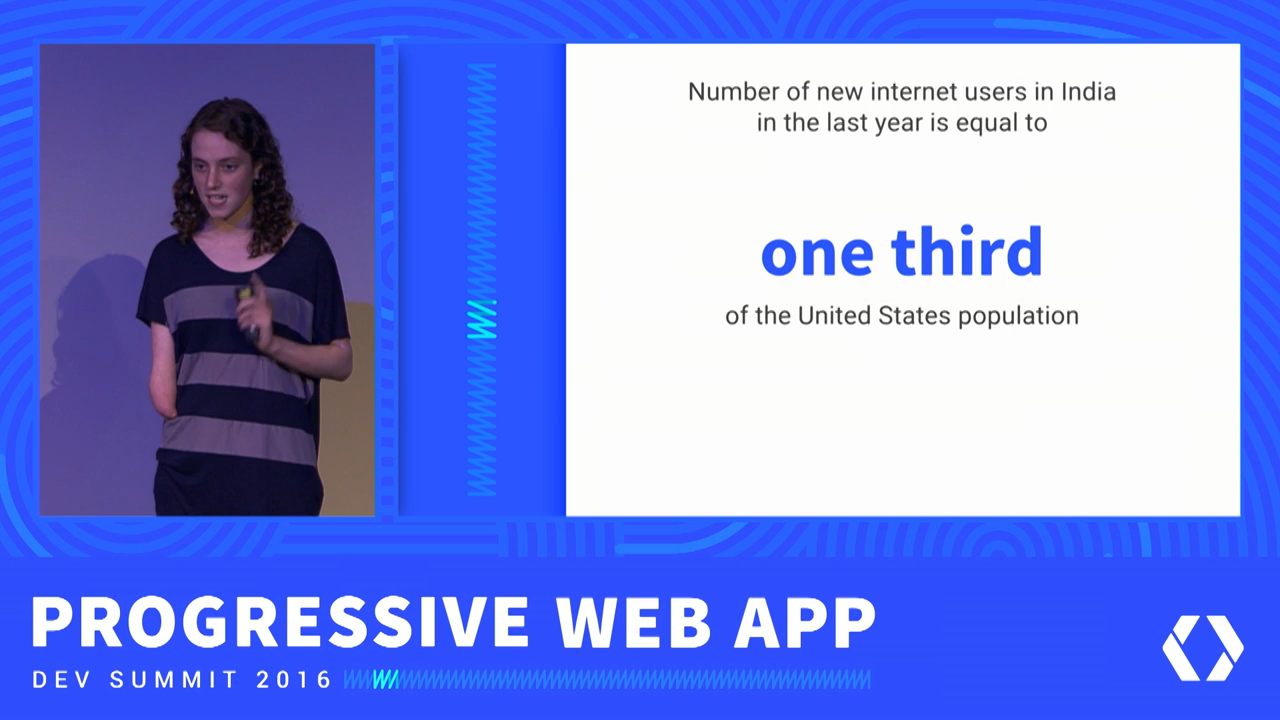 Number of new internet users in India
in the last year is equal to
one third
of the United States population
PROGRESSIVE WEB APP
DEV SUMMIT 2016